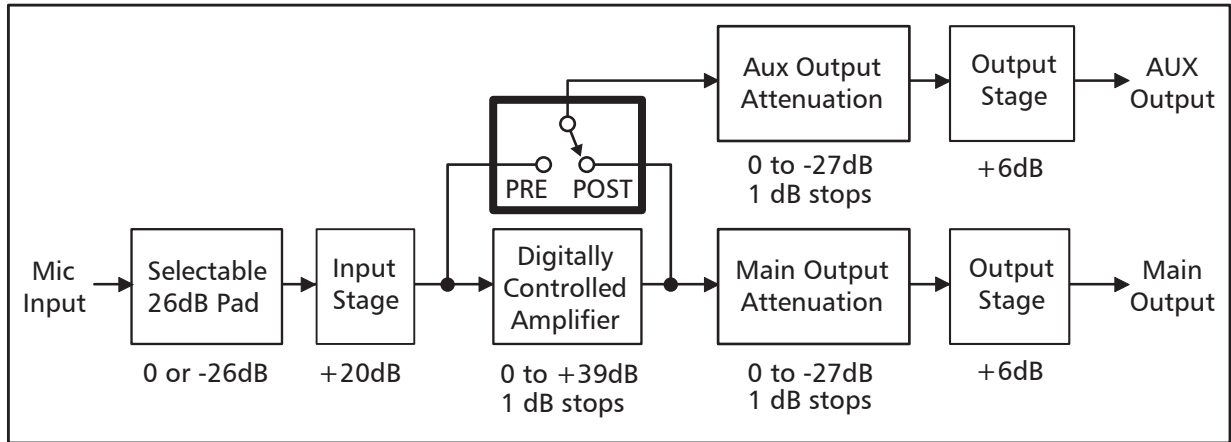 Aux Output
Attenuation
Output
Stage
AUX
Output
PRE POST
0 to -27dB
1 dB stops
+6dB
Mic
Input
Selectable
26dB Pad
Input
Stage
Digitally
Controlled
Amplifier
Main Output
Attenuation
Output
Stage
Main
Output
0 or -26dB
+20dB
0 to +39dB
1 dB stops
0 to -27dB
1 dB stops
+6dB